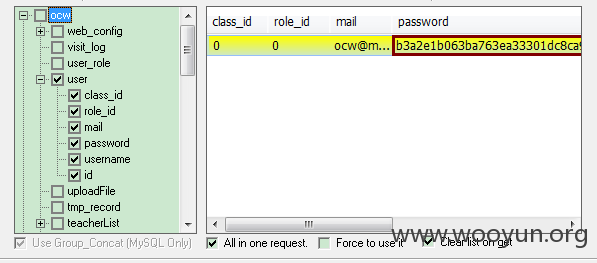 ocw
web_config
visit_log
user_role
user
class_id
role_id
mail
password
username
id
uploadFile
tmp_record
teacherList
class_id role_id mail password
0 0 ocw@m... b3a2e1b063ba763ea33301dc8ca9
Use Group_Concat (MySQL Only) All in one request. Force to use it Clear list on get
www.wooyun.org